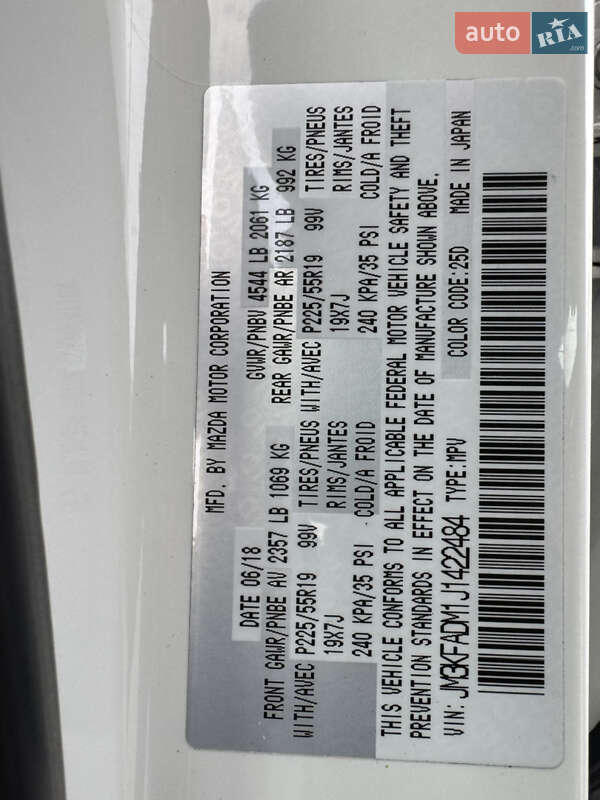 auto RIA .com
MFD. BY MAZDA MOTOR CORPORATION
DATE 06/18 GVWR/PNBV 4544 LB 2061 KG
FRONT GAWR/PNBE AV 2357 LB 1069 KG REAR GAWR/PNBE AR 2187 LB 992 KG
WITH/AVEC P225/55R19 99V TIRES/PNEUS WITH/AVEC P225/55R19 99V TIRES/PNEUS
19X7J RIMS/JANTES 19X7J RIMS/JANTES
240 KPA/35 PSI COLD/A FROID 240 KPA/35 PSI COLD/A FROID
THIS VEHICLE CONFORMS TO ALL APPLICABLE FEDERAL MOTOR VEHICLE SAFETY AND THEFT
PREVENTION STANDARDS IN EFFECT ON THE DATE OF MANUFACTURE SHOWN ABOVE.
VIN: JM3KFADM1J1422484 TYPE:MPV COLOR CODE:25D MADE IN JAPAN